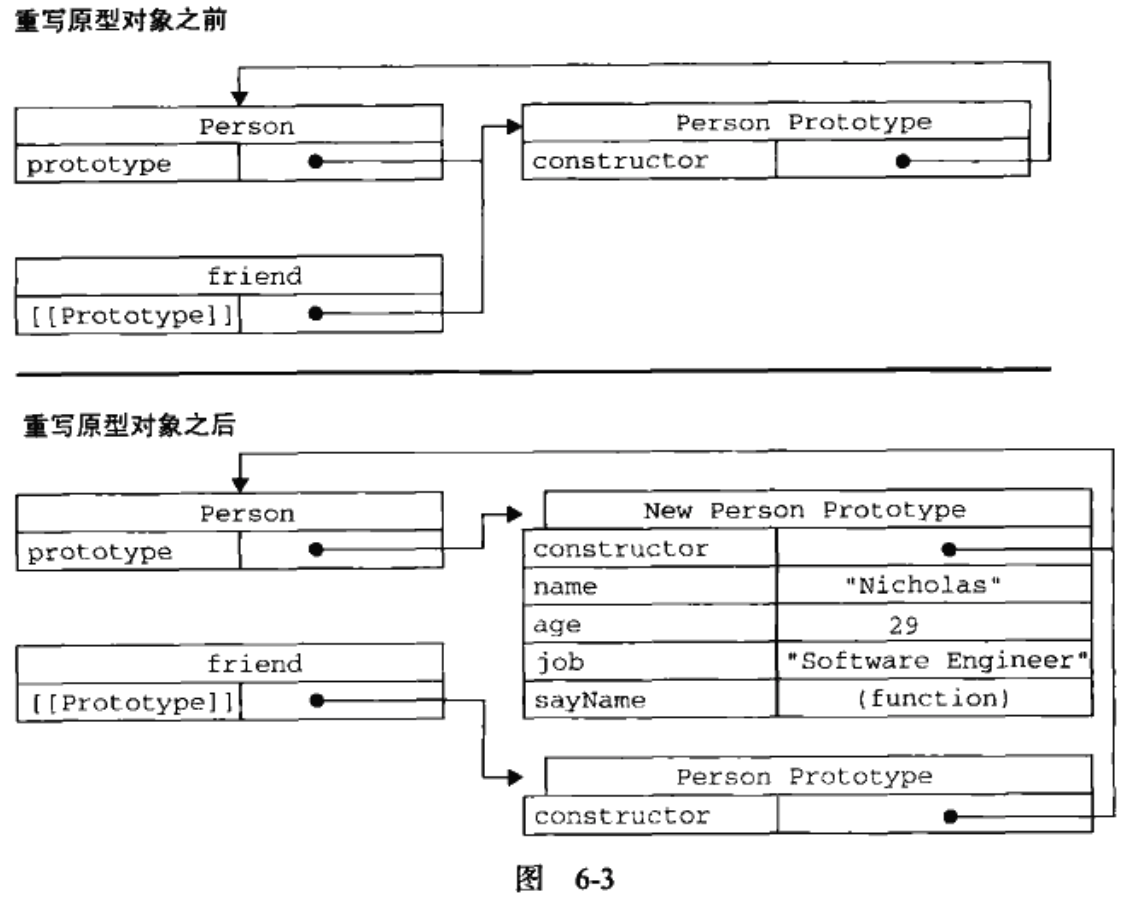 重写原型对象之前
Person
prototype
Person Prototype
constructor
friend
[[Prototype]]
重写原型对象之后
Person
prototype
New Person Prototype
constructor
name "Nicholas"
age 29
job "Software Engineer"
sayName (function)
friend
[[Prototype]]
Person Prototype
constructor
图 6-3